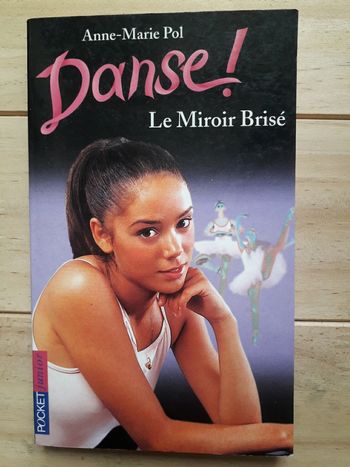 Anne-Marie Pol
Danse!
Le Miroir Brisé
POCKET junior